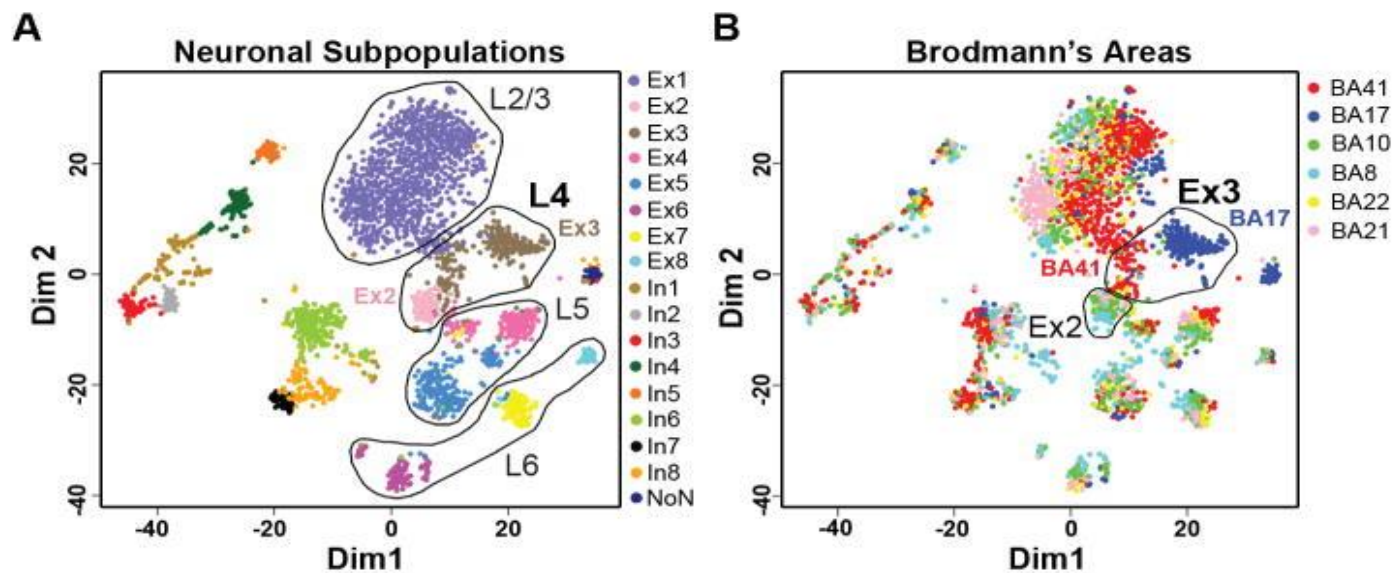 A
Neuronal Subpopulations
L2/3
L4
Ex3
Ex2
L5
L6
20
0
-20
-40
Dim 2
-40
-20
0
20
Dim1
Ex1
Ex2
Ex3
Ex4
Ex5
Ex6
Ex7
Ex8
In1
In2
In3
In4
In5
In6
In7
In8
NoN
B
Brodmann's Areas
Ex3
BA17
BA41
Ex2
20
0
-20
-40
Dim 2
-40
-20
0
20
Dim1
BA41
BA17
BA10
BA8
BA22
BA21